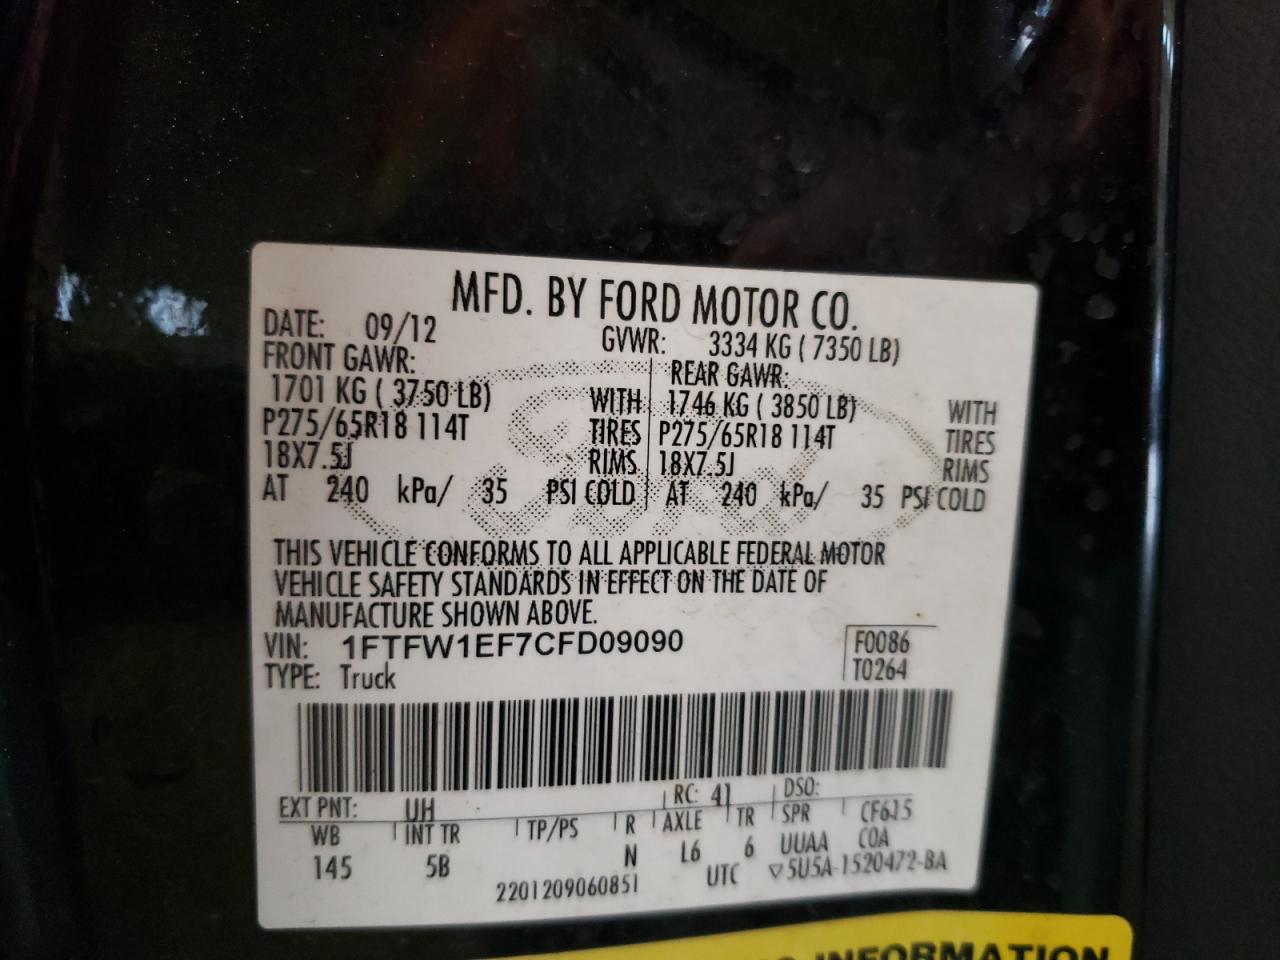 MFD. BY FORD MOTOR CO.
DATE: 09/12 GVWR: 3334 KG ( 7350 LB)
FRONT GAWR: REAR GAWR:
1701 KG ( 3750 LB) WITH 1746 KG ( 3850 LB) WITH
P275/65R18 114T TIRES P275/65R18 114T TIRES
18X7.5J RIMS 18X7.5J RIMS
AT 240 kPa/ 35 PSI COLD AT 240 kPa/ 35 PSI COLD
THIS VEHICLE CONFORMS TO ALL APPLICABLE FEDERAL MOTOR
VEHICLE SAFETY STANDARDS IN EFFECT ON THE DATE OF
MANUFACTURE SHOWN ABOVE.
VIN: 1FTFW1EF7CFD09090 F0086
TYPE: Truck T0264
EXT PNT: UH RC: 41 DSO:
WB INT TR TP/PS R AXLE TR SPR CF615
145 5B N L6 6 UUAA COA
2201209060851 UTC ▽5U5A-1520472-BA
INFORMATION